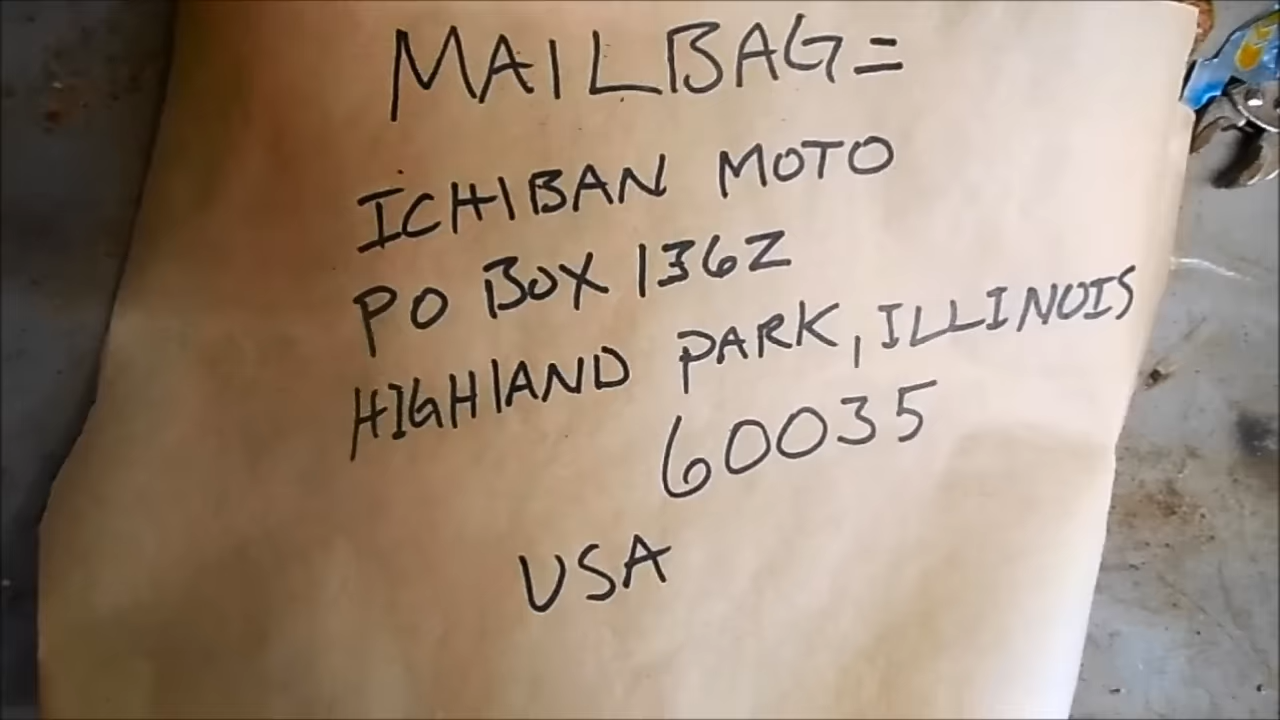 MAILBAG=
ICHIBAN MOTO
PO BOX 1362
HIGHLAND PARK, ILLINOIS
60035
USA